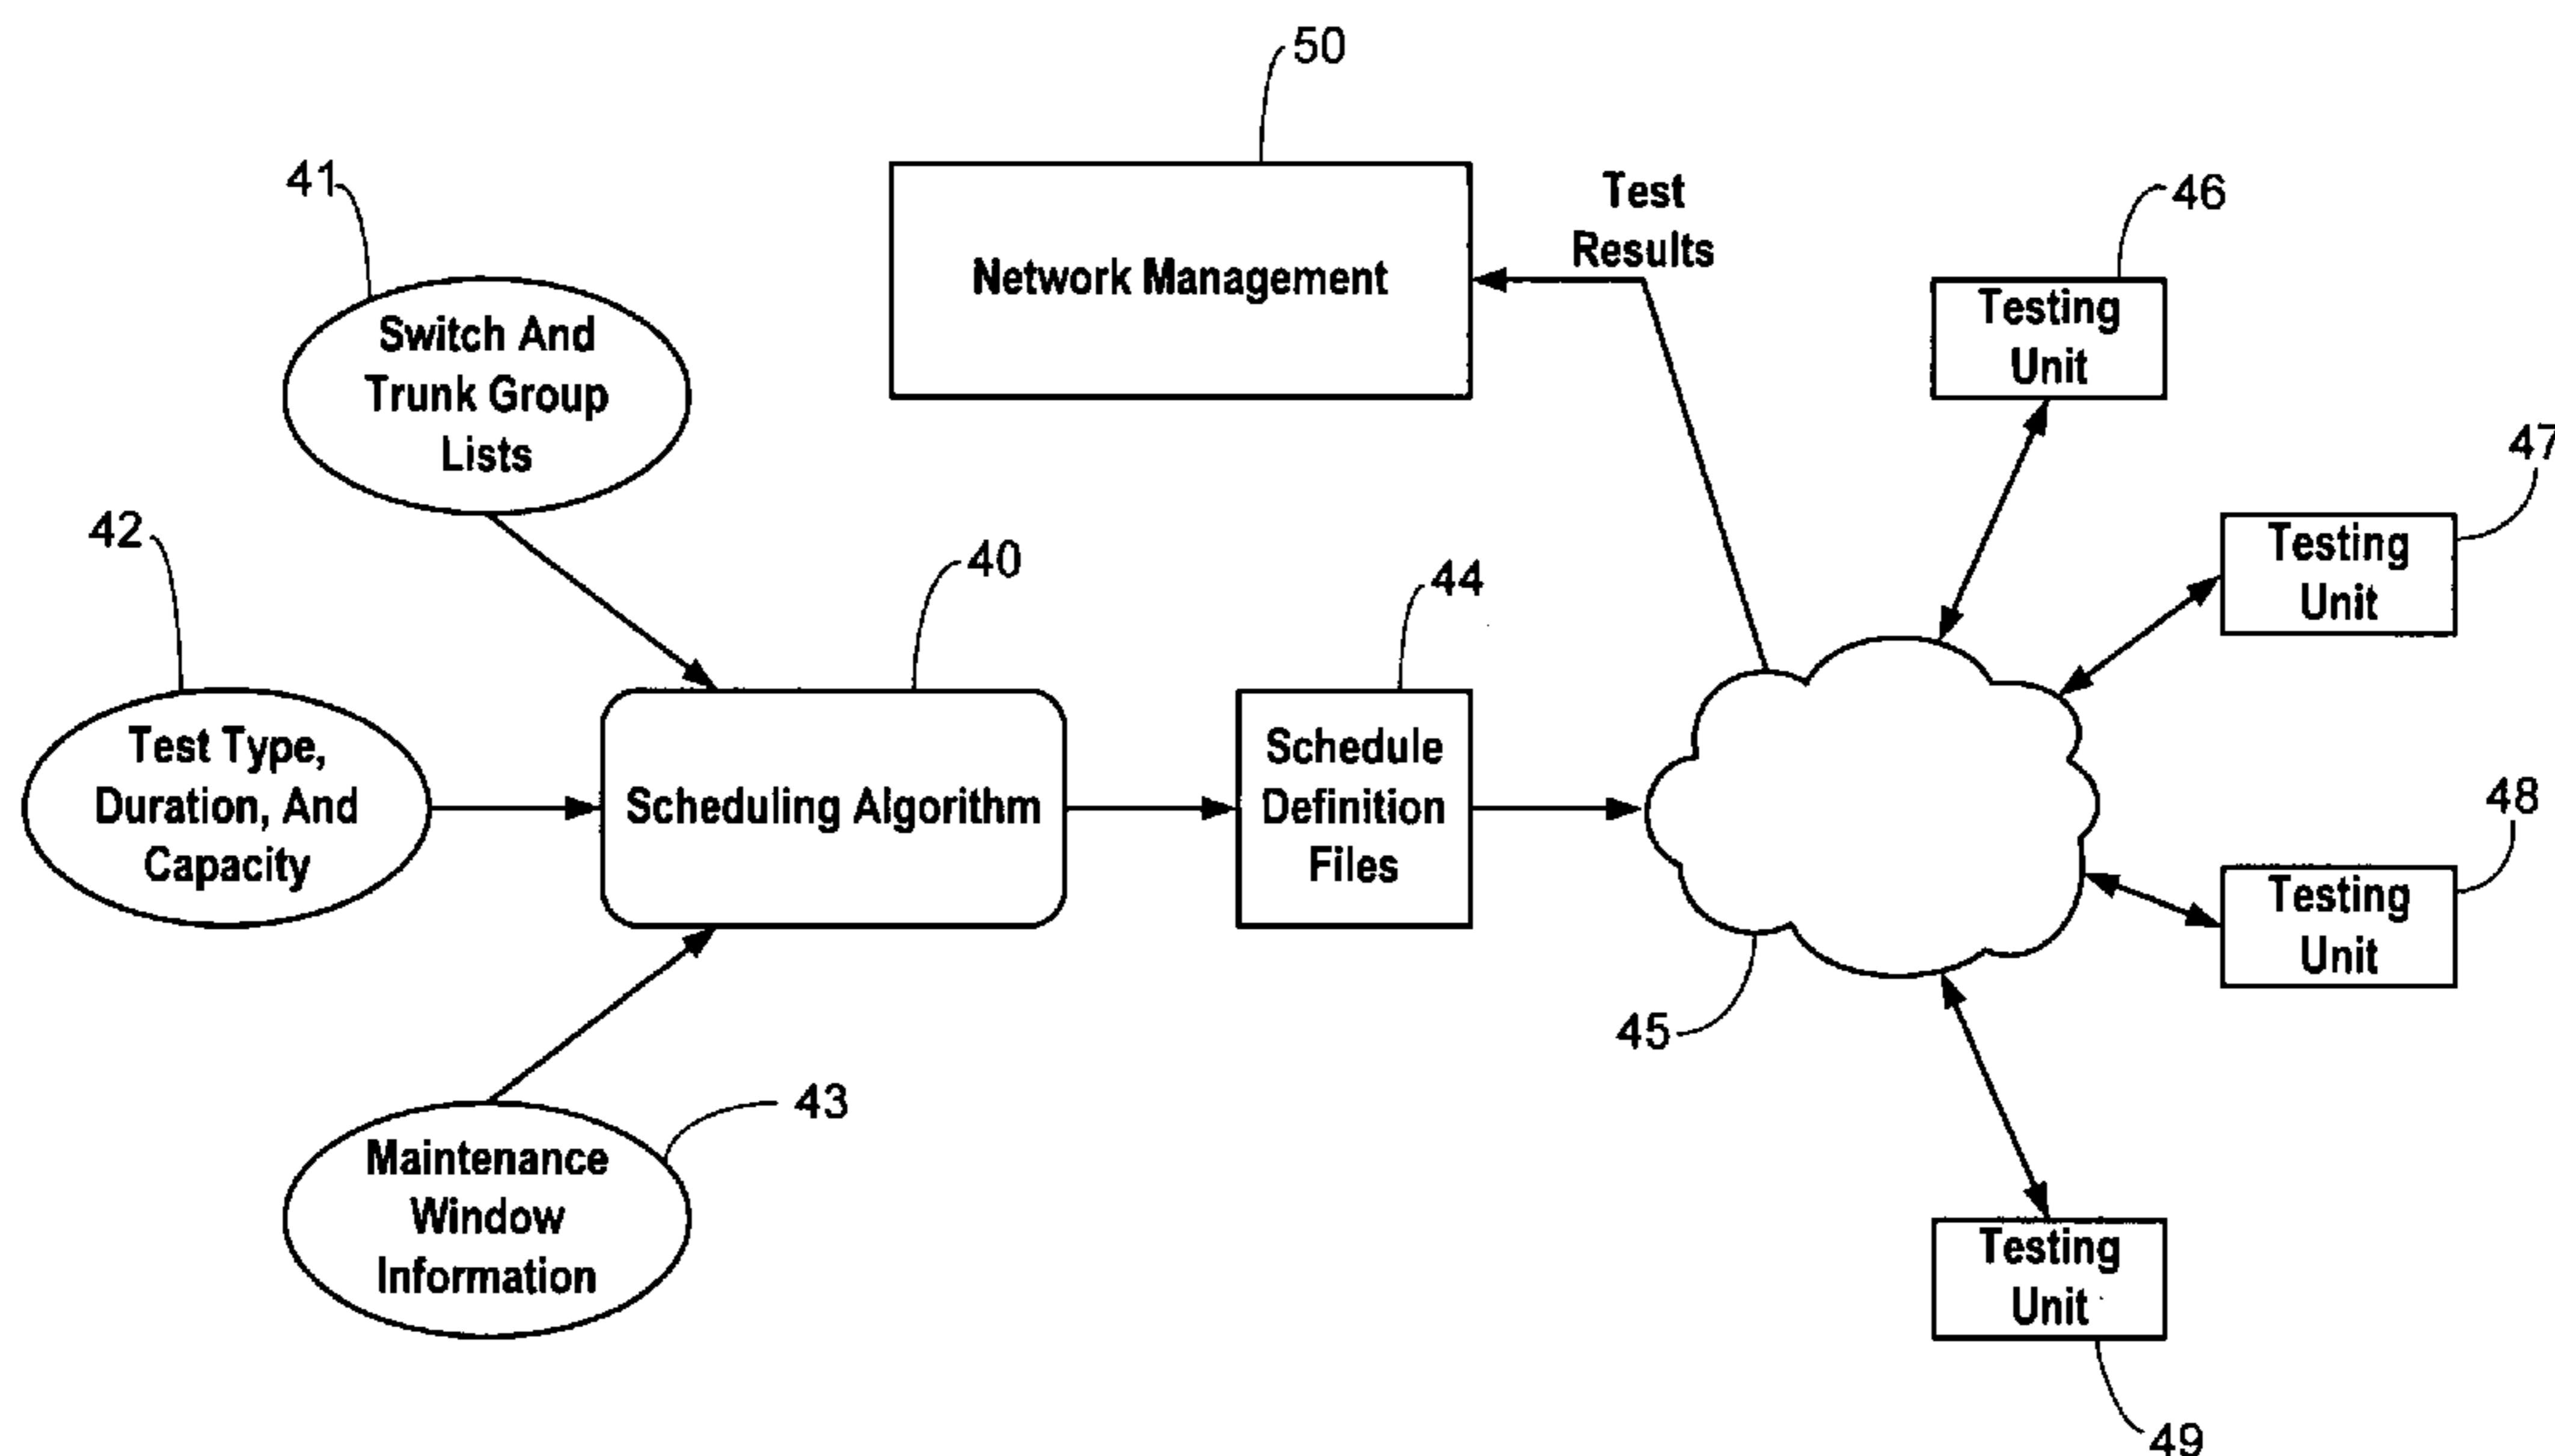 50
41
Test
Results
46
Network Management
Switch And
Trunk Group
Lists
Testing
Unit
47
Testing
Unit
42
40
44
Test Type,
Duration, And
Capacity
Scheduling Algorithm
Schedule
Definition
Files
48
Testing
Unit
45
43
Maintenance
Window
Information
Testing
Unit
49